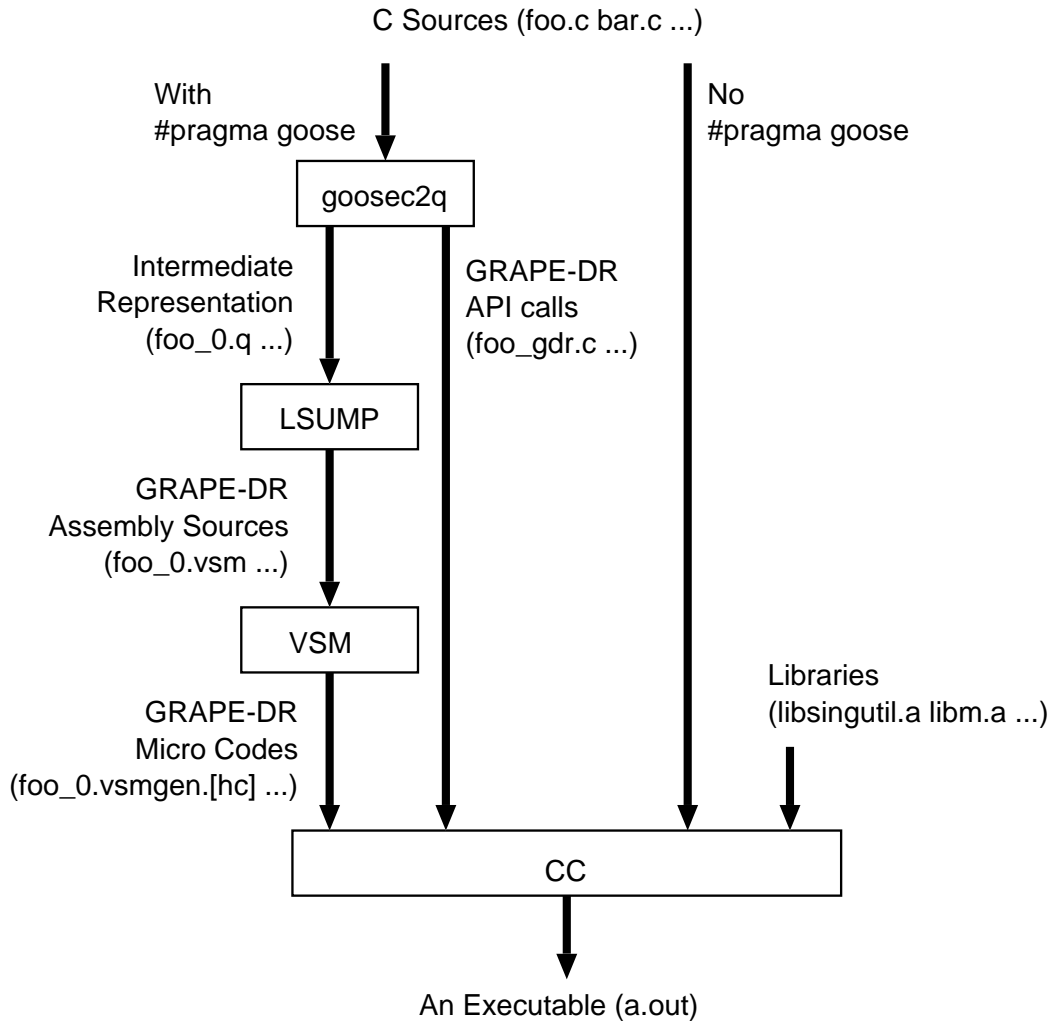 C Sources (foo.c bar.c ...)
With
#pragma goose
No
#pragma goose
goosec2q
Intermediate
Representation
(foo_0.q ...)
GRAPE-DR
API calls
(foo_gdr.c ...)
LSUMP
GRAPE-DR
Assembly Sources
(foo_0.vsm ...)
VSM
GRAPE-DR
Micro Codes
(foo_0.vsmgen.[hc] ...)
Libraries
(libsingutil.a libm.a ...)
CC
An Executable (a.out)